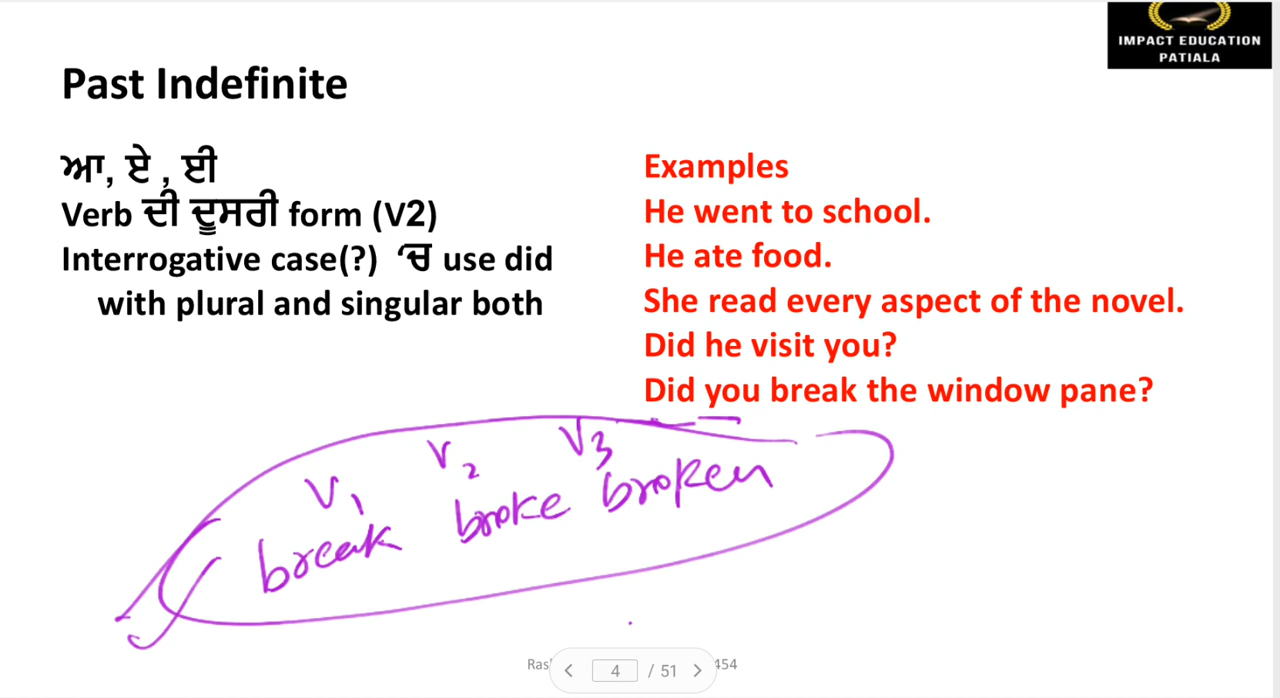 IMPACT EDUCATION
PATIALA
Past Indefinite
ਆ, ਏ , ਈ
Verb ਦੀ ਦੂਸਰੀ form (V2)
Interrogative case(?) ‘ਚ use did
with plural and singular both
Examples
He went to school.
He ate food.
She read every aspect of the novel.
Did he visit you?
Did you break the window pane?
V1 V2 V3
break broke broken
4 / 51
454